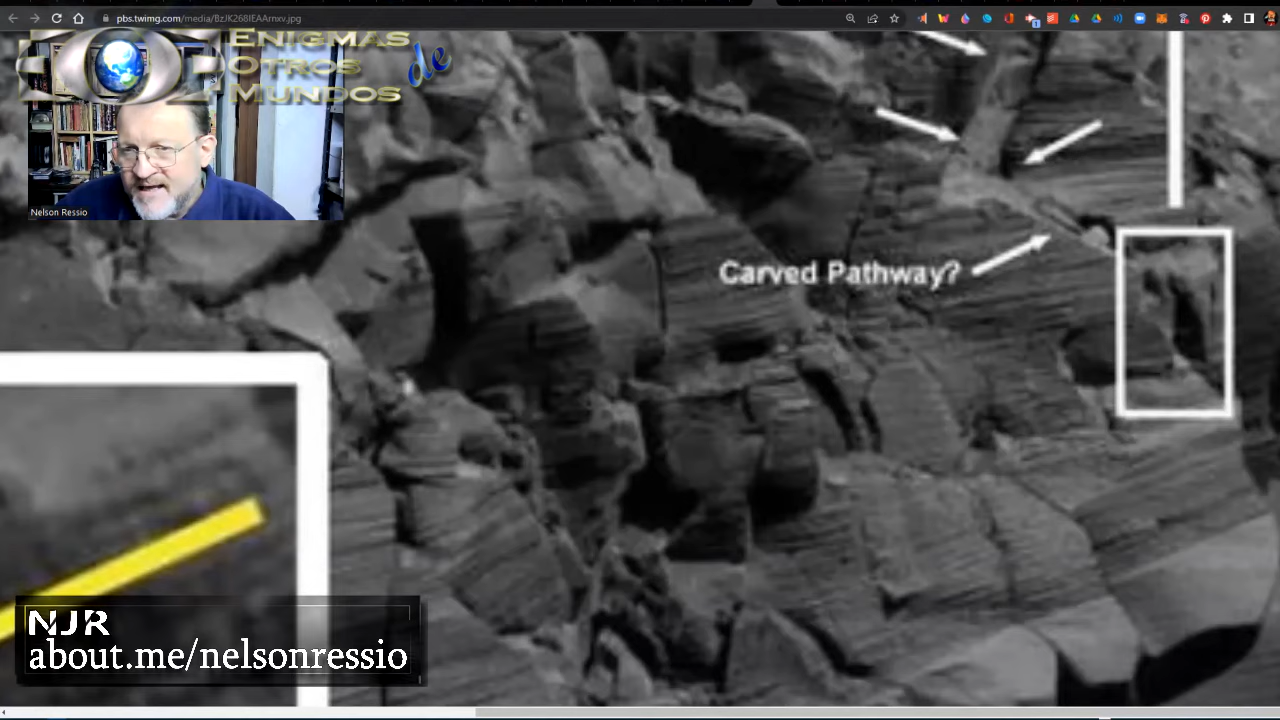 pbs.twimg.com/media/BzJK268IEAArnxv.jpg
ENIGMAS
de
OTROS
MUNDOS
Nelson Ressio
Carved Pathway?
NJR
about.me/nelsonressio